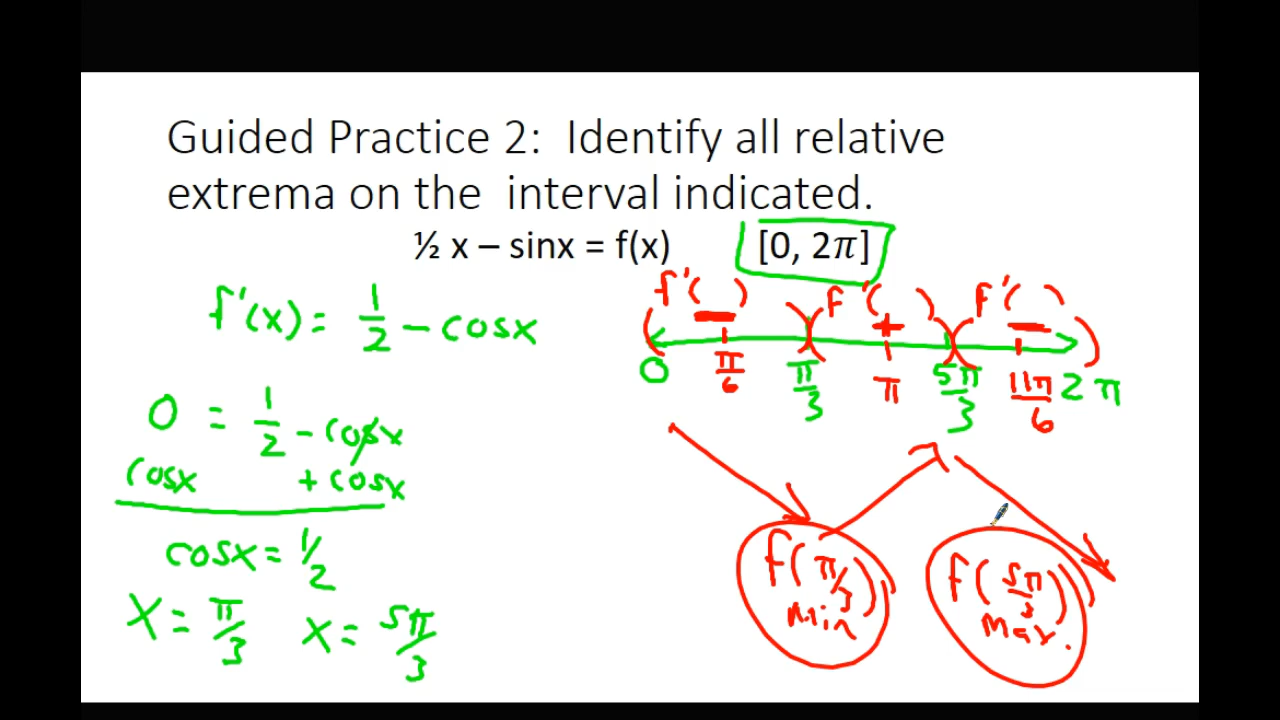 Guided Practice 2: Identify all relative
extrema on the interval indicated.
½ x – sinx = f(x) [0, 2𝜋]
f'(x) = 1/2 - cosx
0 = 1/2 - cosx
cosx + cosx
cosx = 1/2
x = π/3 x = 5π/3
f'( ) f'( ) f'( )
− + −
0 π/6 π/3 π 5π/3 11π/6 2π
f(π/3) f(5π/3)
Min Max.